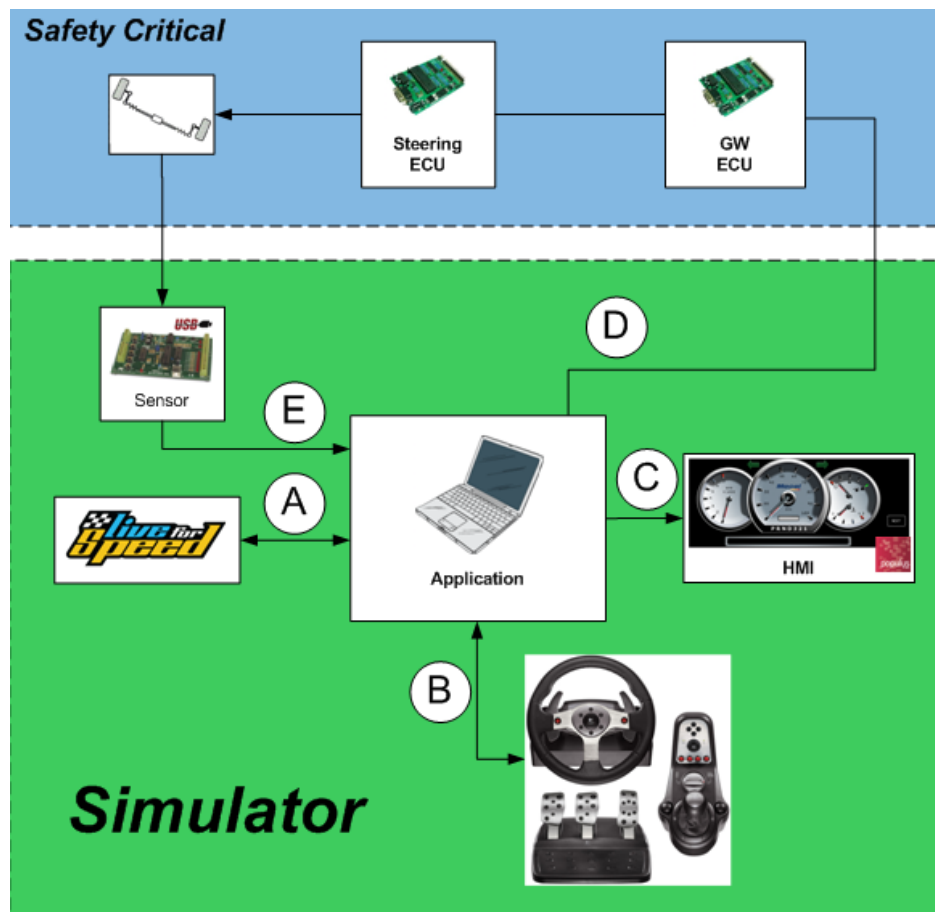 Safety Critical
Steering
ECU
GW
ECU
USB
Sensor
D
E
A
C
live for
Speed
Application
HMI
B
Simulator